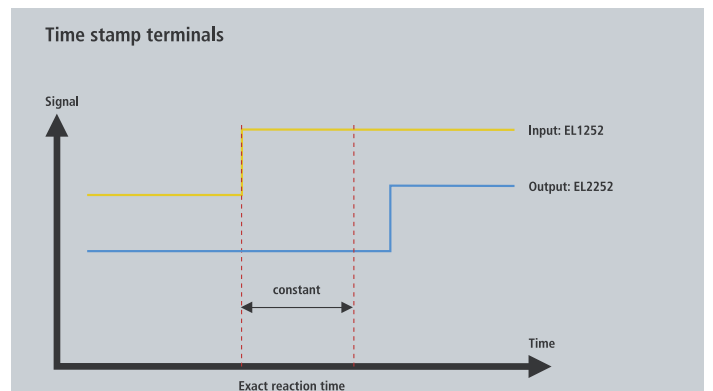 Time stamp terminals
Signal
Input: EL1252
Output: EL2252
constant
Time
Exact reaction time